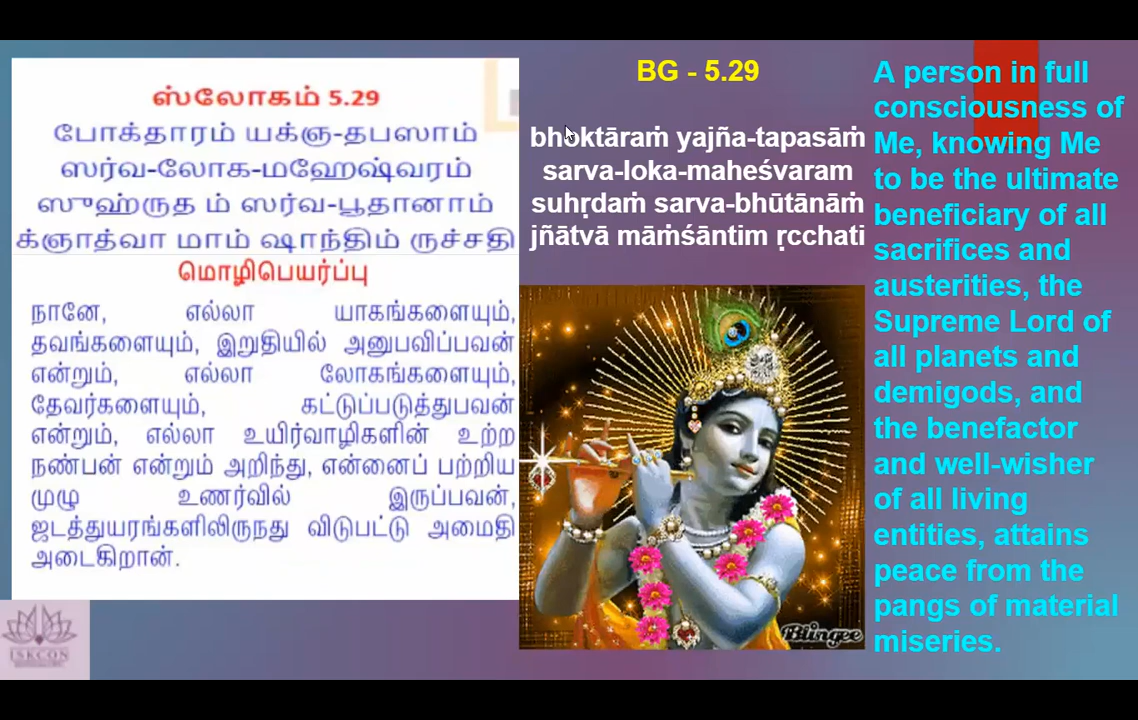 ஸ்லோகம் 5.29
போக்தாரம் யக்ஞ-தபஸாம்
ஸர்வ-லோக-மஹேஷ்வரம்
ஸுஹ்ருத ம் ஸர்வ-பூதானாம்
க்ஞாத்வா மாம் ஷாந்திம் ருச்சதி
மொழிபெயர்ப்பு
நானே, எல்லா யாகங்களையும்,
தவங்களையும், இறுதியில் அனுபவிப்பவன்
என்றும், எல்லா லோகங்களையும்,
தேவர்களையும், கட்டுப்படுத்துபவன்
என்றும், எல்லா உயிர்வாழிகளின் உற்ற
நண்பன் என்றும் அறிந்து, என்னைப் பற்றிய
முழு உணர்வில் இருப்பவன்,
ஜடத்துயரங்களிலிருநது விடுபட்டு அமைதி
அடைகிறான்.
ISKCON
BG - 5.29
bhoktāraṁ yajña-tapasāṁ
sarva-loka-maheśvaram
suhṛdaṁ sarva-bhūtānāṁ
jñātvā māṁśāntim ṛcchati
Blingee
A person in full
consciousness of
Me, knowing Me
to be the ultimate
beneficiary of all
sacrifices and
austerities, the
Supreme Lord of
all planets and
demigods, and
the benefactor
and well-wisher
of all living
entities, attains
peace from the
pangs of material
miseries.